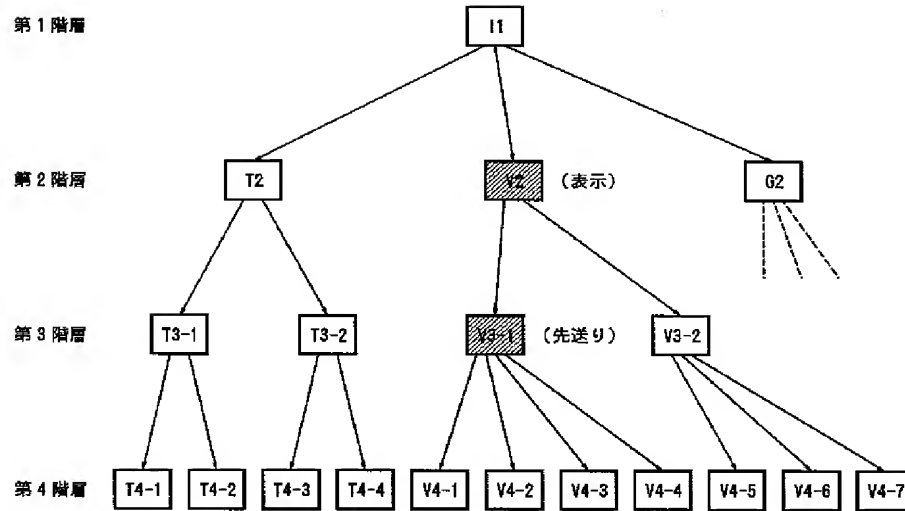 第1階層 I1
第2階層 T2 V2 (表示) G2
第3階層 T3-1 T3-2 V3-1 (先送り) V3-2
第4階層 T4-1 T4-2 T4-3 T4-4 V4-1 V4-2 V4-3 V4-4 V4-5 V4-6 V4-7